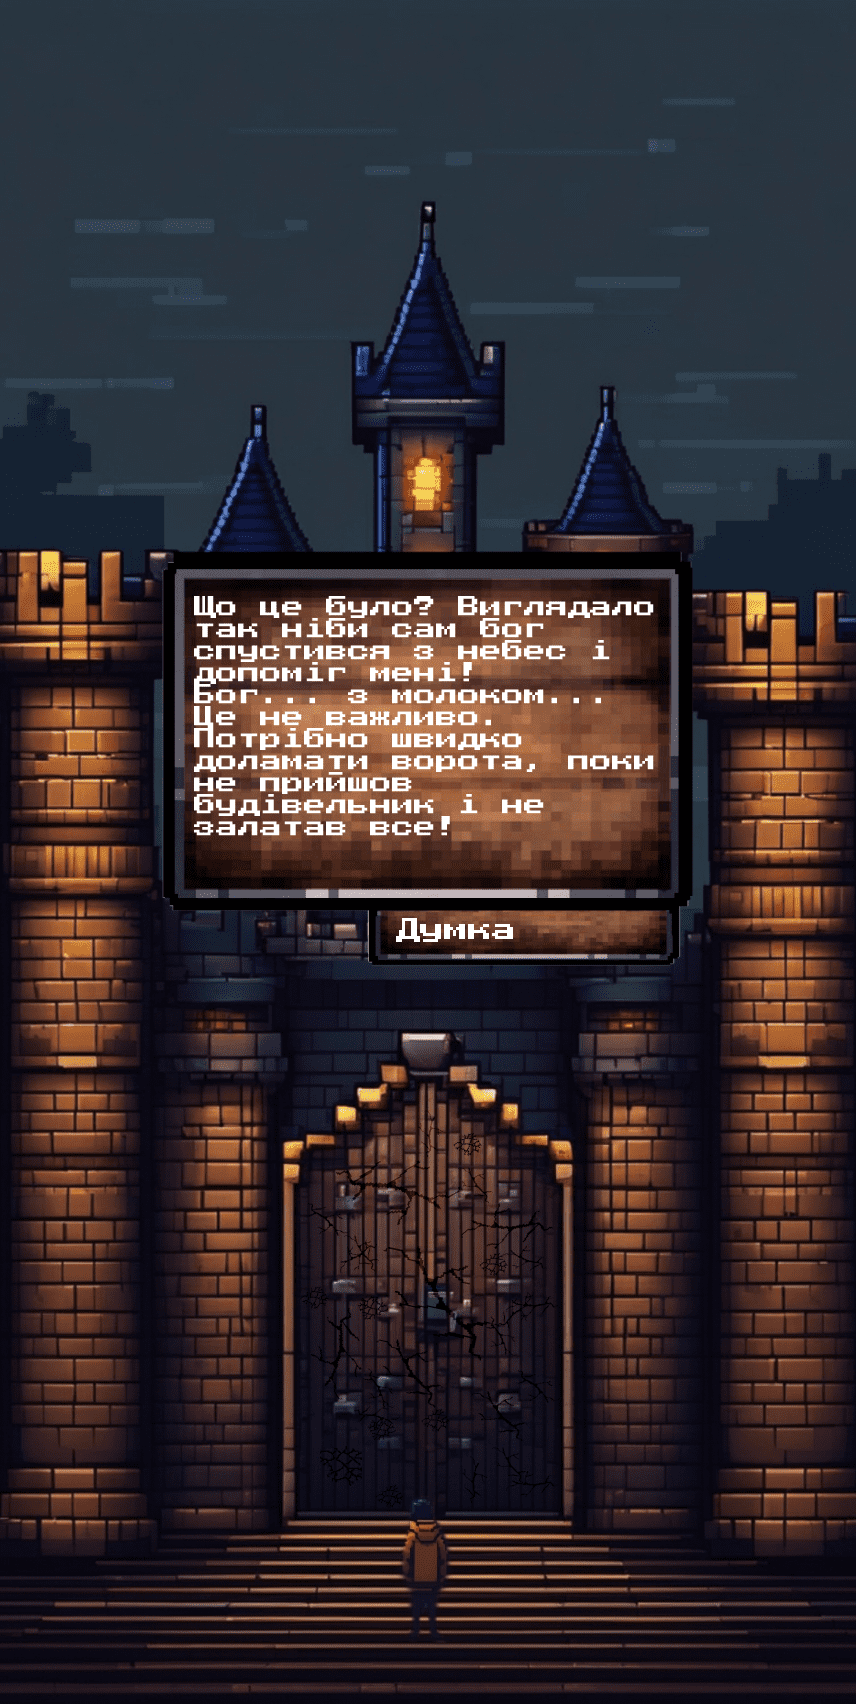 Що це було? Виглядало
так ніби сам бог
спустився з небес і
допоміг мені!
Бог... з молоком...
Це не важливо.
Потрібно швидко
доламати ворота, поки
не прийшов
будівельник і не
залатав все!
Думка